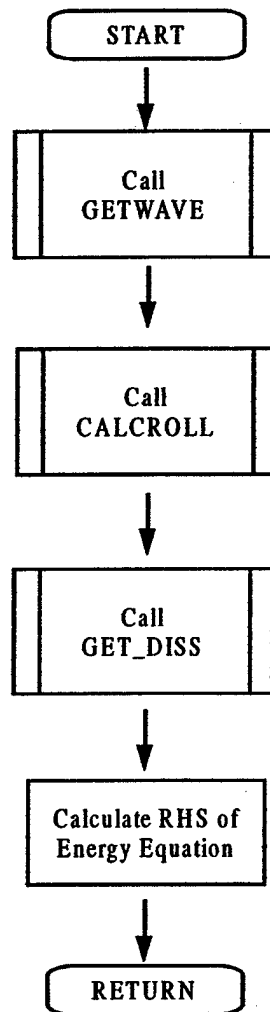 START
Call
GETWAVE
Call
CALCROLL
Call
GET_DISS
Calculate RHS of
Energy Equation
RETURN